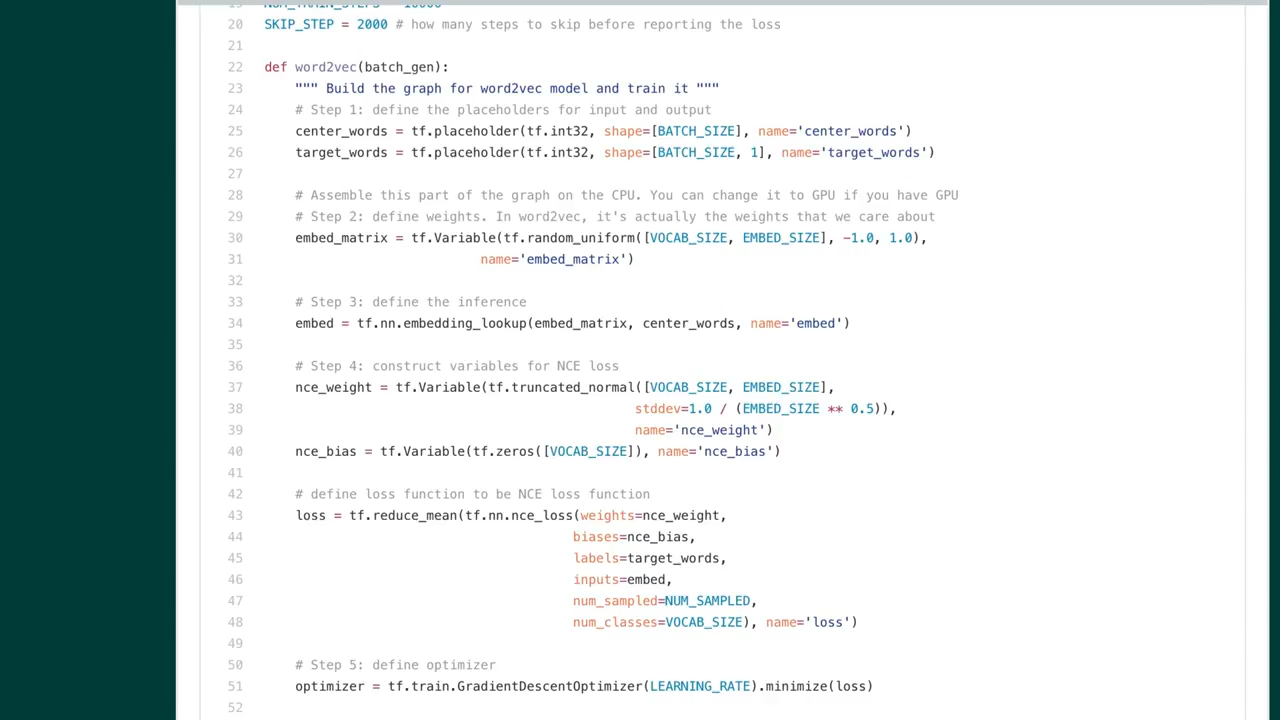 20 SKIP_STEP = 2000 # how many steps to skip before reporting the loss
21
22 def word2vec(batch_gen):
23     """ Build the graph for word2vec model and train it """
24     # Step 1: define the placeholders for input and output
25     center_words = tf.placeholder(tf.int32, shape=[BATCH_SIZE], name='center_words')
26     target_words = tf.placeholder(tf.int32, shape=[BATCH_SIZE, 1], name='target_words')
27
28     # Assemble this part of the graph on the CPU. You can change it to GPU if you have GPU
29     # Step 2: define weights. In word2vec, it's actually the weights that we care about
30     embed_matrix = tf.Variable(tf.random_uniform([VOCAB_SIZE, EMBED_SIZE], -1.0, 1.0),
31                             name='embed_matrix')
32
33     # Step 3: define the inference
34     embed = tf.nn.embedding_lookup(embed_matrix, center_words, name='embed')
35
36     # Step 4: construct variables for NCE loss
37     nce_weight = tf.Variable(tf.truncated_normal([VOCAB_SIZE, EMBED_SIZE],
38                                                 stddev=1.0 / (EMBED_SIZE ** 0.5)),
39                                                 name='nce_weight')
40     nce_bias = tf.Variable(tf.zeros([VOCAB_SIZE]), name='nce_bias')
41
42     # define loss function to be NCE loss function
43     loss = tf.reduce_mean(tf.nn.nce_loss(weights=nce_weight,
44                                         biases=nce_bias,
45                                         labels=target_words,
46                                         inputs=embed,
47                                         num_sampled=NUM_SAMPLED,
48                                         num_classes=VOCAB_SIZE), name='loss')
49
50     # Step 5: define optimizer
51     optimizer = tf.train.GradientDescentOptimizer(LEARNING_RATE).minimize(loss)
52